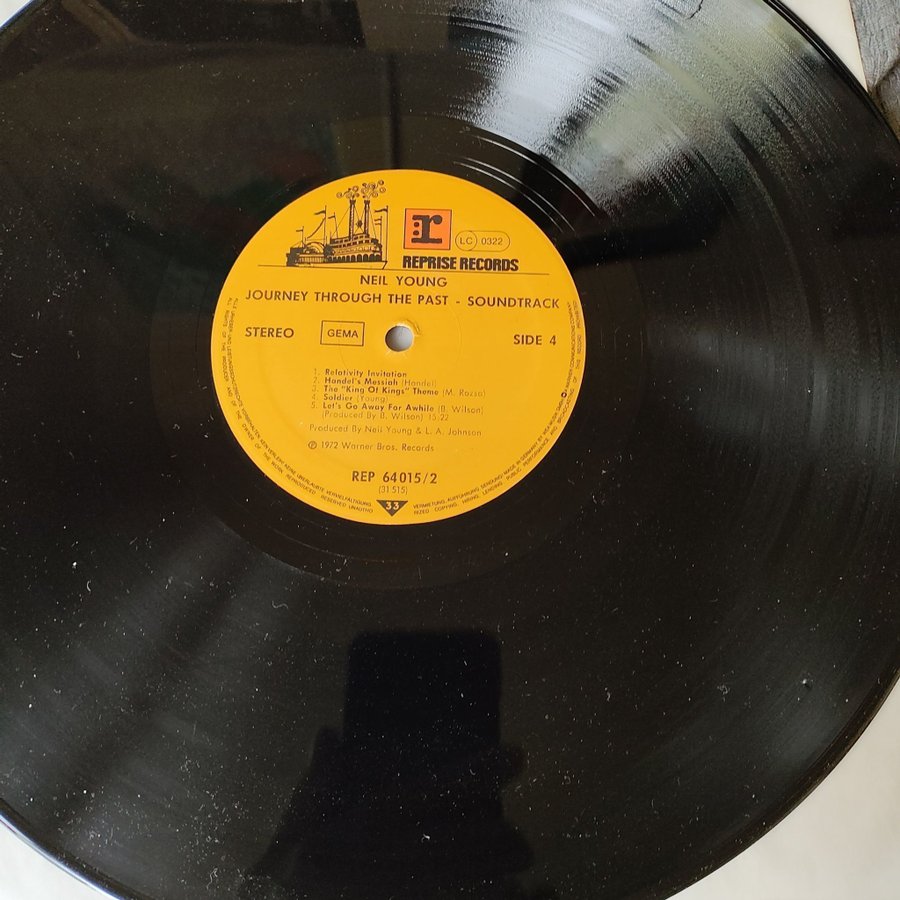 r
LC 0322
REPRISE RECORDS
NEIL YOUNG
JOURNEY THROUGH THE PAST - SOUNDTRACK
STEREO GEMA SIDE 4
1. Relativity Invitation
2. Handel's Messiah (Handel)
3. The "King Of Kings" Theme (M. Rozsa)
4. Soldier (Young)
5. Let's Go Away For Awhile (B. Wilson)
(Produced By B. Wilson) 15:22
Produced By Neil Young & L. A. Johnson
℗ 1972 Warner Bros. Records
REP 64 015/2
(31 515)
33